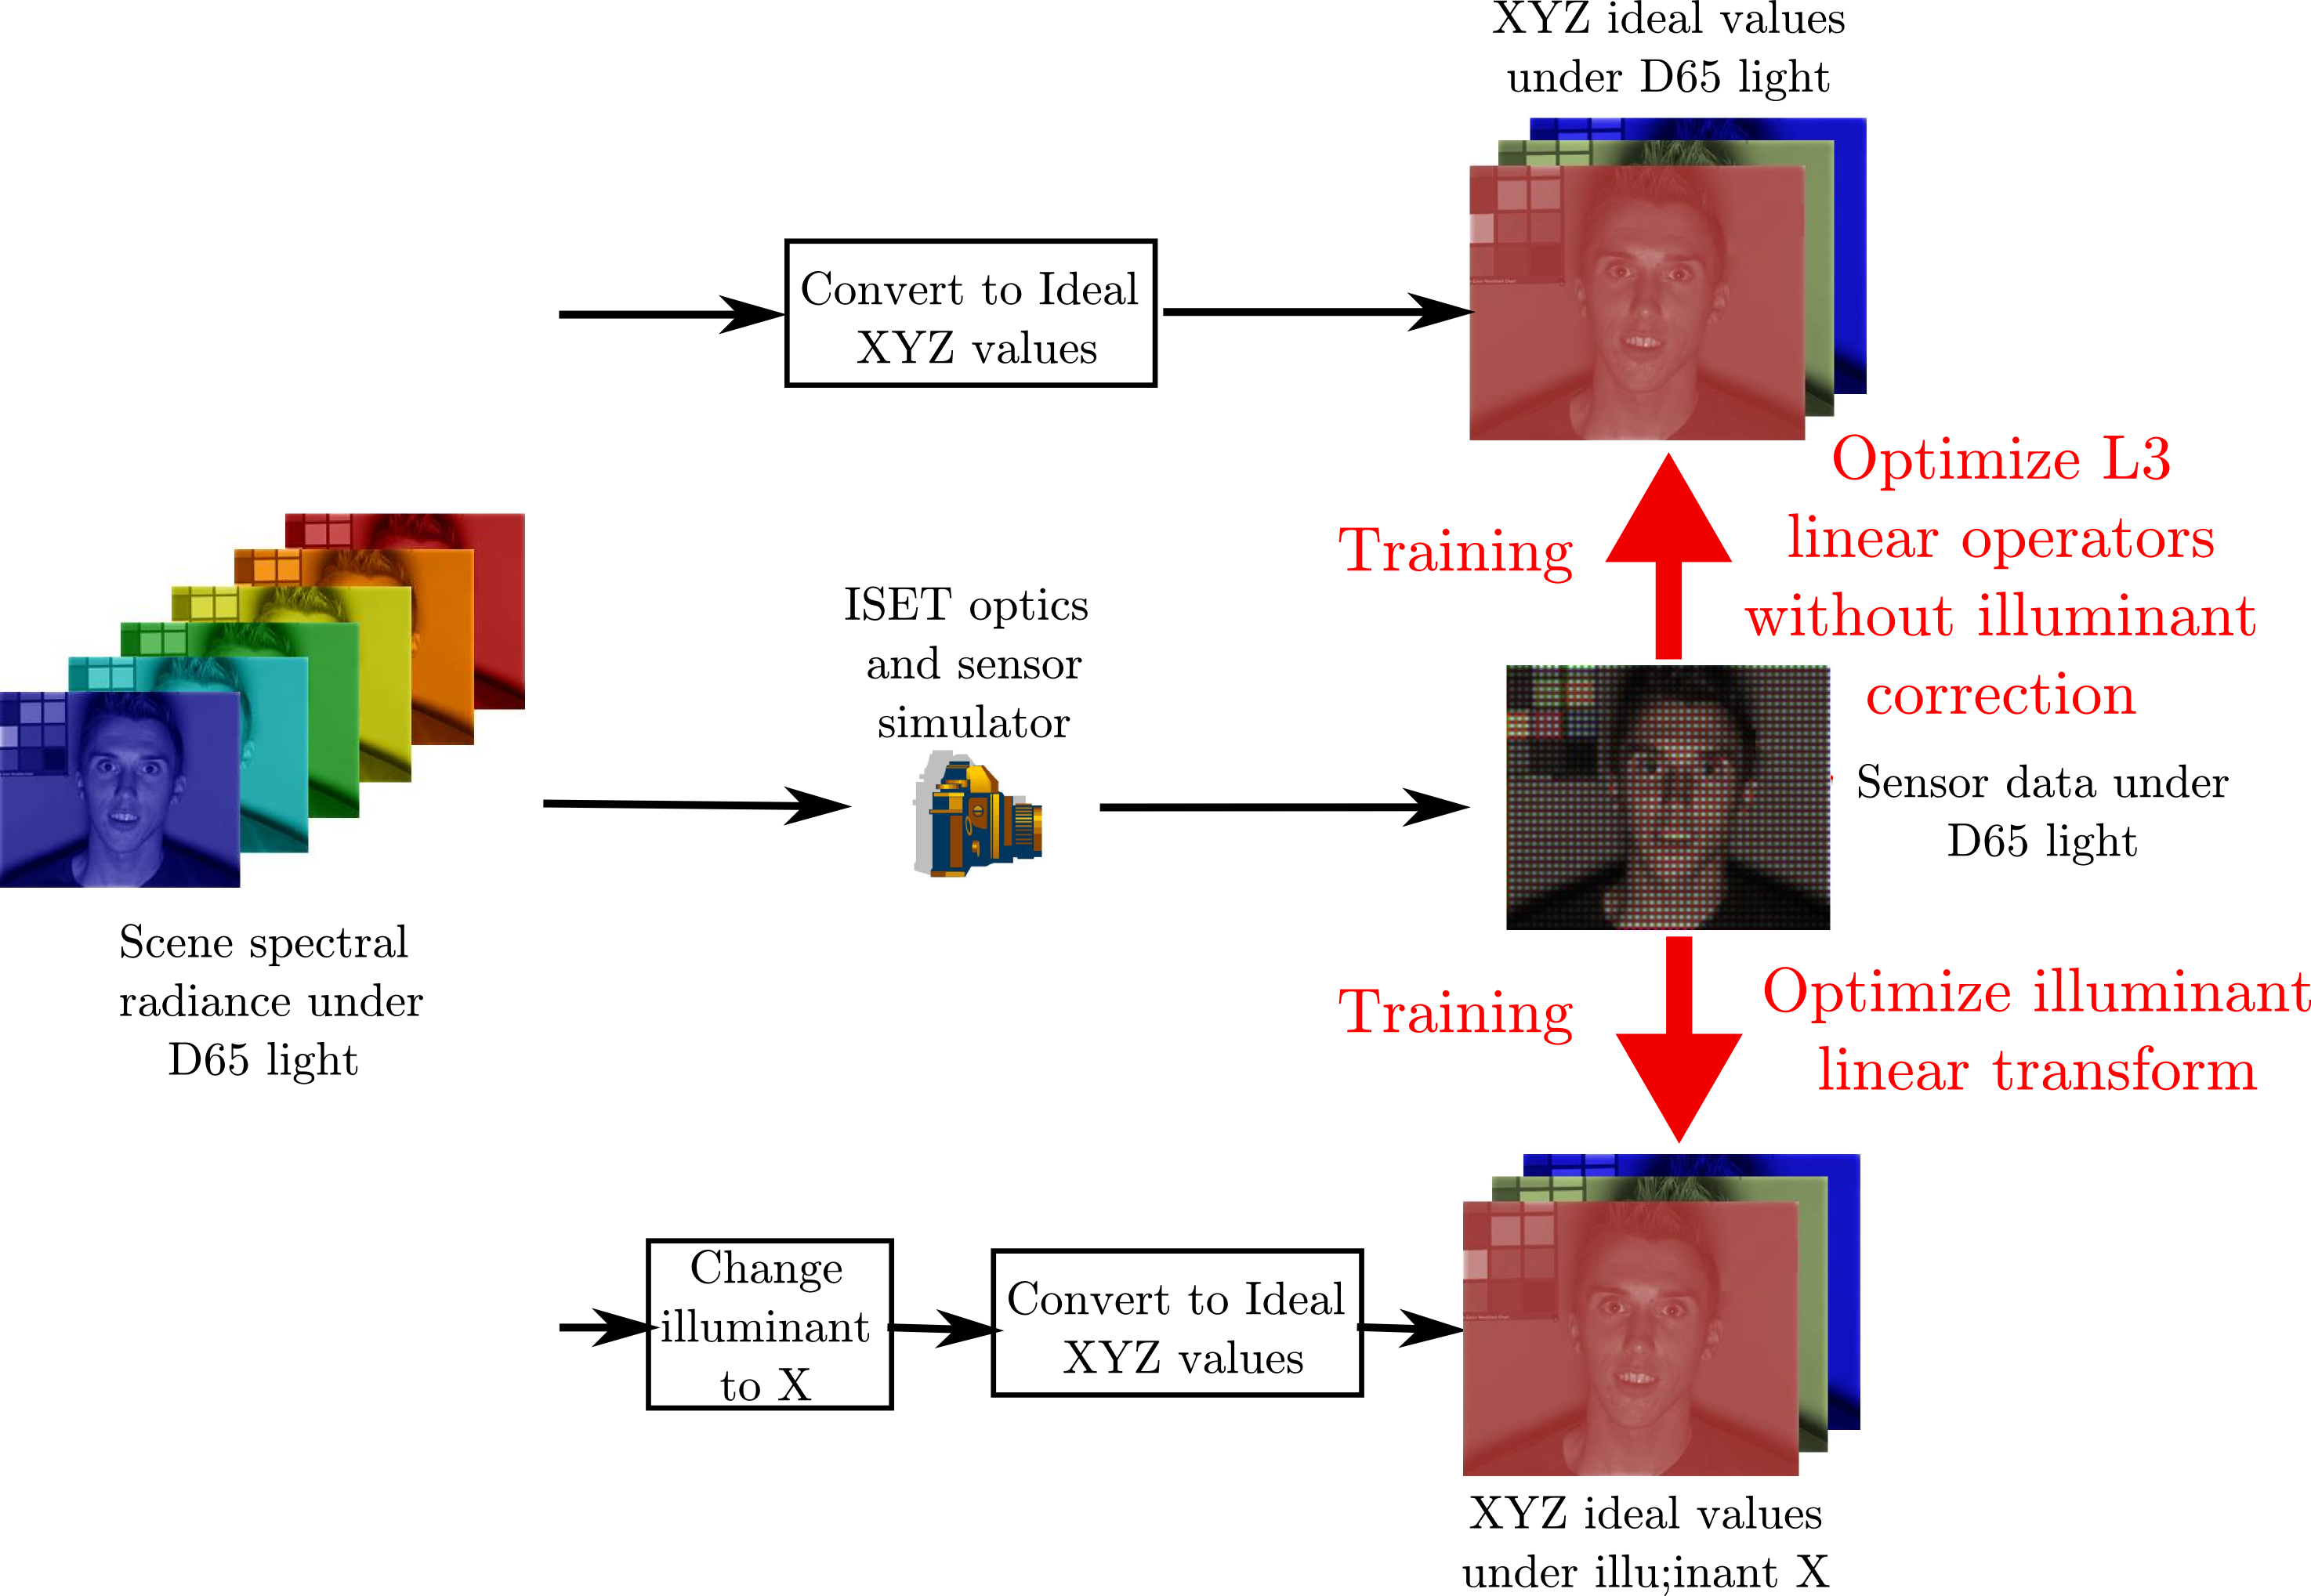 XYZ ideal values
under D65 light
Convert to Ideal
XYZ values
Optimize L3
linear operators
without illuminant
correction
Training
ISET optics
and sensor
simulator
Sensor data under
D65 light
Scene spectral
radiance under
D65 light
Training
Optimize illuminant
linear transform
Change
illuminant
to X
Convert to Ideal
XYZ values
XYZ ideal values
under illu;inant X